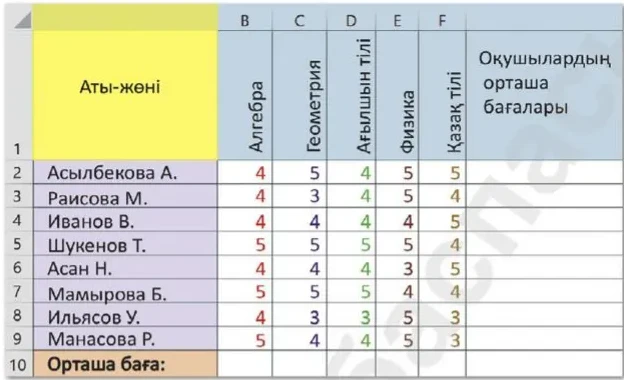 B C D E F
Аты-жөні Алгебра Геометрия Ағылшын тілі Физика Қазақ тілі Оқушылардың
орташа
бағалары
1
2 Асылбекова А. 4 5 4 5 5
3 Раисова М. 4 3 4 5 4
4 Иванов В. 4 4 4 4 5
5 Шукенов Т. 5 5 5 5 4
6 Асан Н. 4 4 4 3 5
7 Мамырова Б. 5 5 5 4 4
8 Ильясов У. 4 3 3 5 3
9 Манасова Р. 5 4 4 5 3
10 Орташа баға:
баспасы